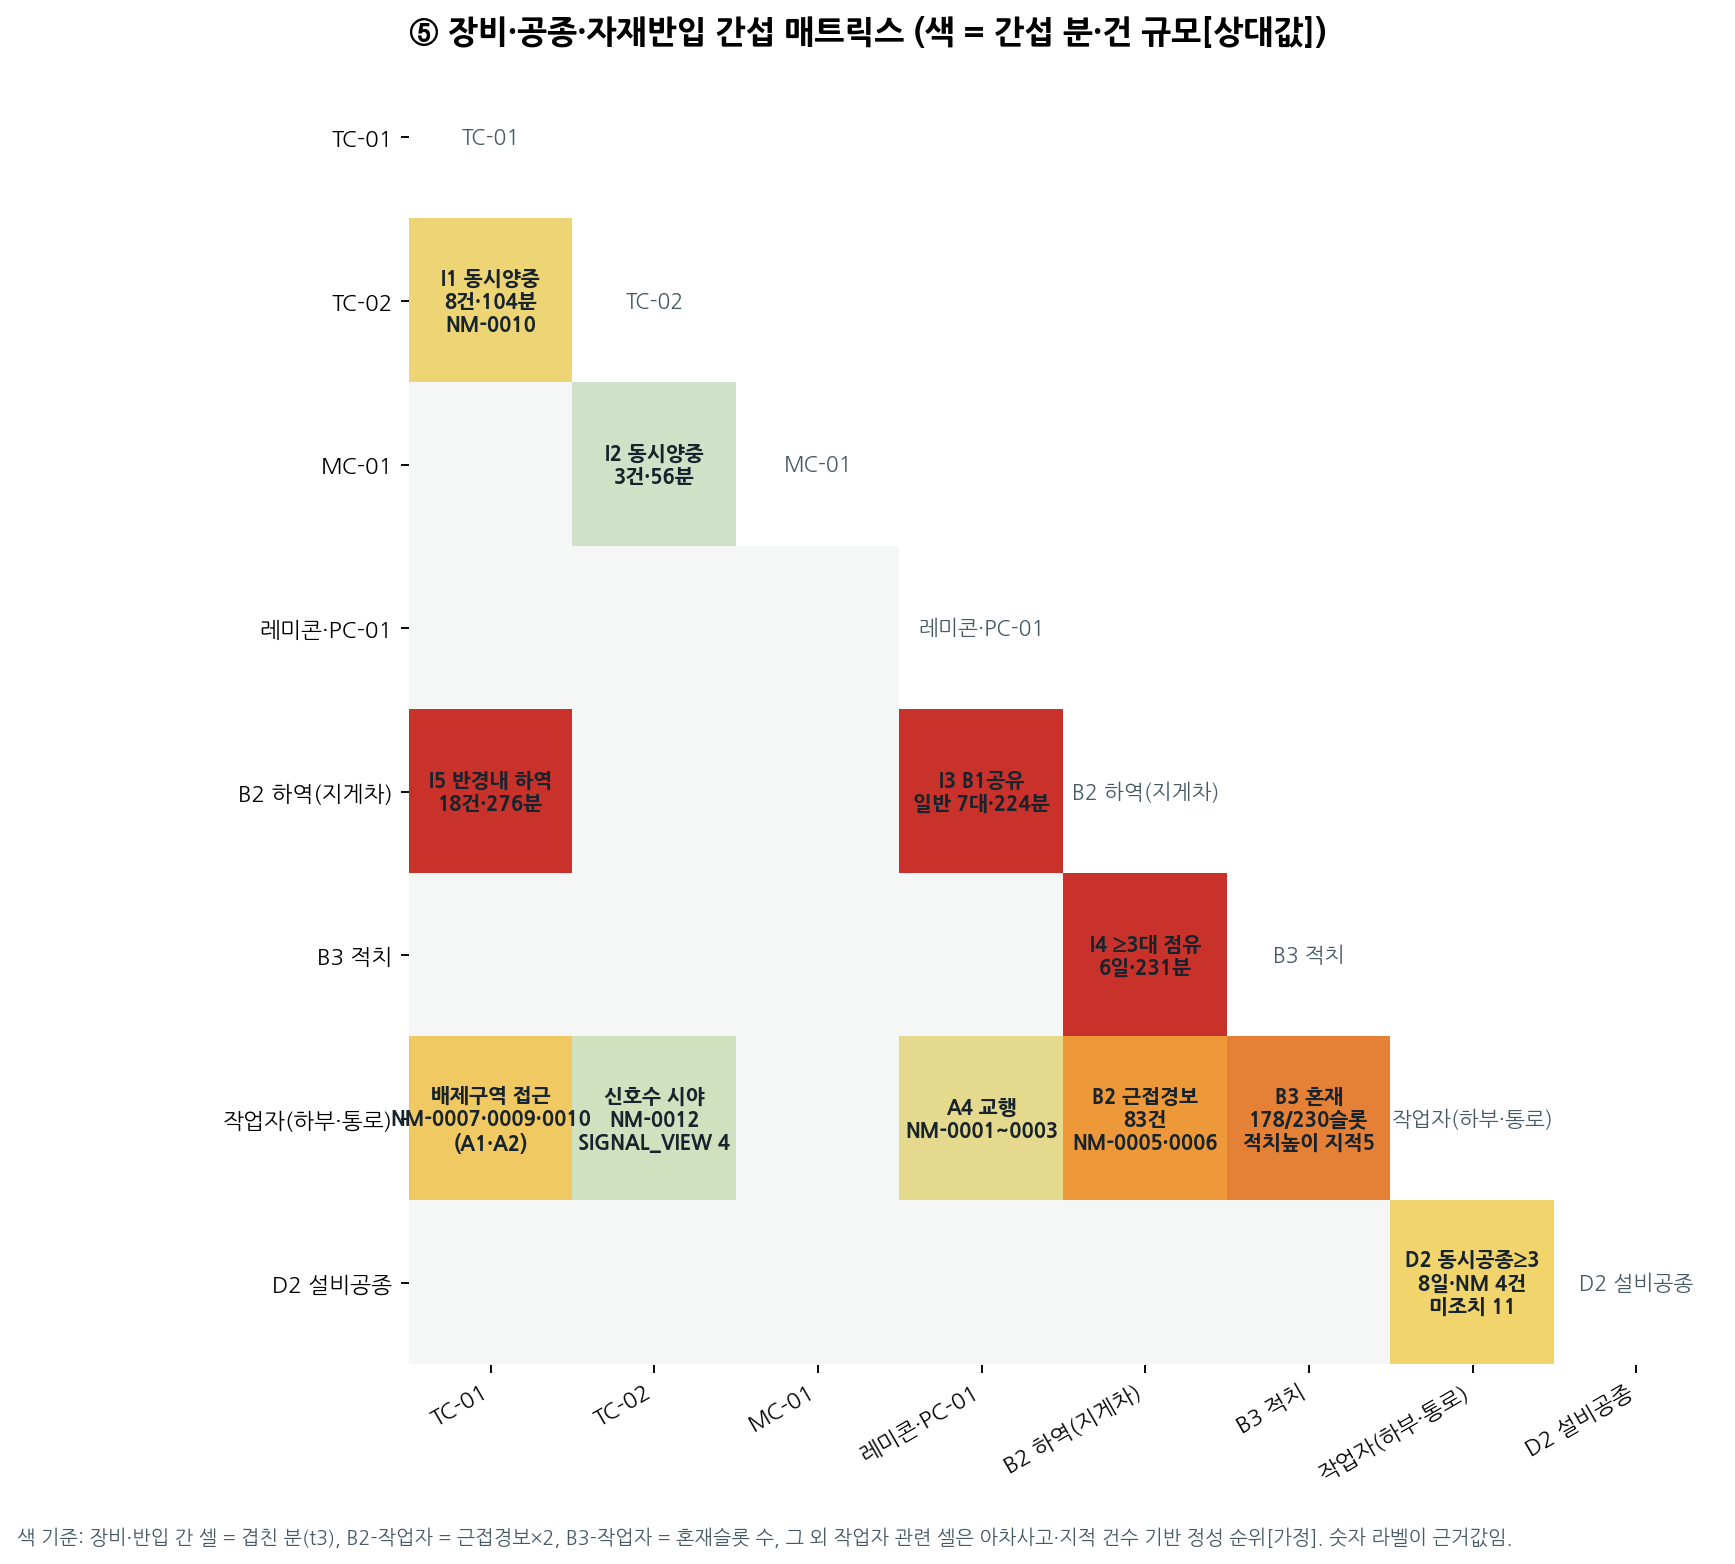 ⑤ 장비·공종·자재반입 간섭 매트릭스 (색 = 간섭 분·건 규모[상대값])
TC-01
TC-01
TC-02
I1 동시양중
8건·104분
NM-0010
TC-02
MC-01
I2 동시양중
3건·56분
MC-01
레미콘·PC-01
레미콘·PC-01
B2 하역(지게차)
I5 반경내 하역
18건·276분
I3 B1공유
일반 7대·224분
B2 하역(지게차)
B3 적치
I4 ≥3대 점유
6일·231분
B3 적치
작업자(하부·통로)
배제구역 접근
NM-0007·0009·0010
(A1·A2)
신호수 시야
NM-0012
SIGNAL_VIEW 4
A4 교행
NM-0001~0003
B2 근접경보
83건
NM-0005·0006
B3 혼재
178/230슬롯
적치높이 지적5
작업자(하부·통로)
D2 설비공종
D2 동시공종≥3
8일·NM 4건
미조치 11
D2 설비공종
TC-01
TC-02
MC-01
레미콘·PC-01
B2 하역(지게차)
B3 적치
작업자(하부·통로)
D2 설비공종
색 기준: 장비·반입 간 셀 = 겹친 분(t3), B2-작업자 = 근접경보×2, B3-작업자 = 혼재슬롯 수, 그 외 작업자 관련 셀은 아차사고·지적 건수 기반 정성 순위[가정]. 숫자 라벨이 근거값임.